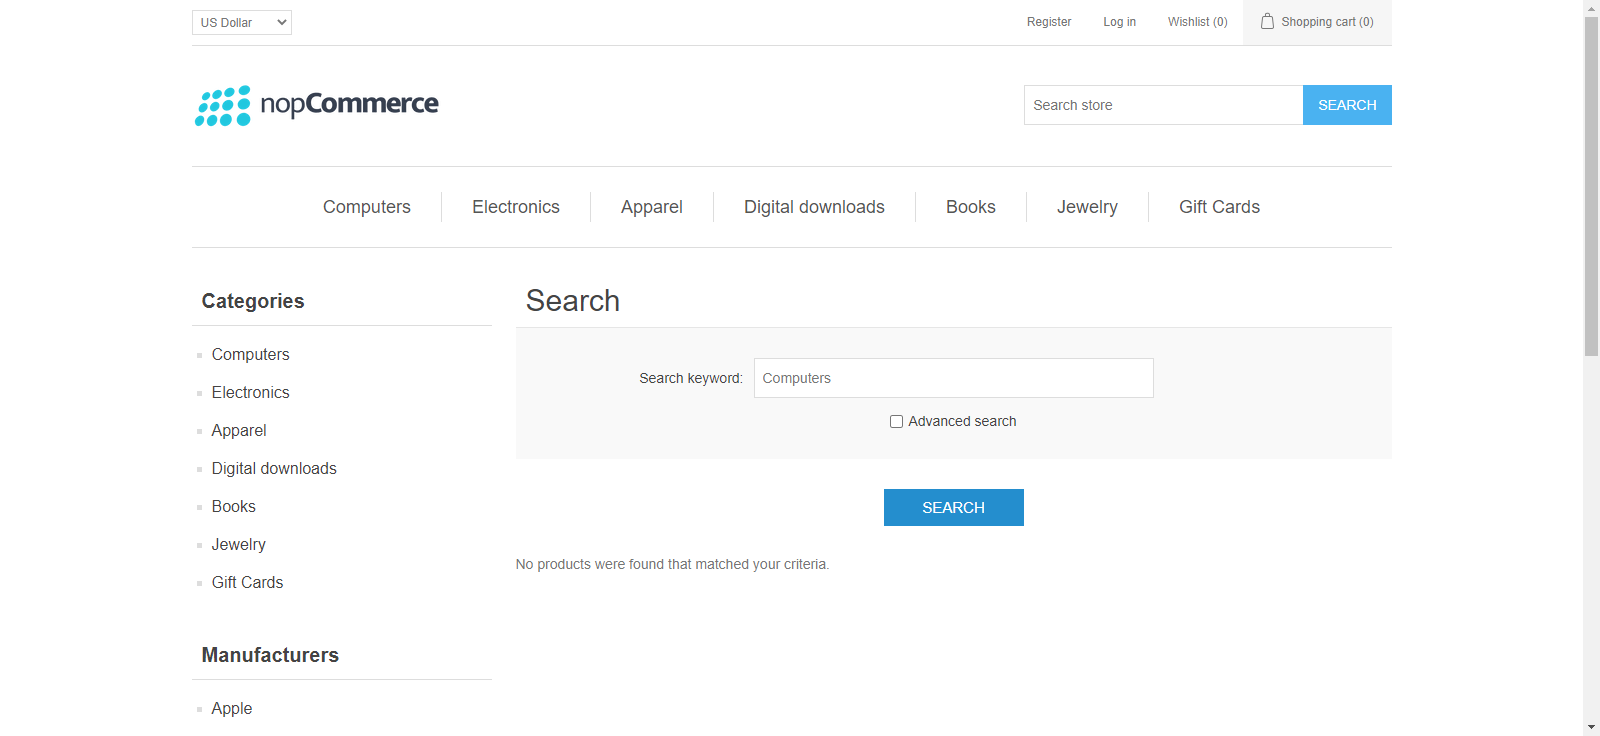 US Dollar
Register Log in Wishlist (0) Shopping cart (0)
nopCommerce
Search store SEARCH
Computers Electronics Apparel Digital downloads Books Jewelry Gift Cards
Categories
Computers
Electronics
Apparel
Digital downloads
Books
Jewelry
Gift Cards
Manufacturers
Apple
Search
Search keyword: Computers
Advanced search
SEARCH
No products were found that matched your criteria.